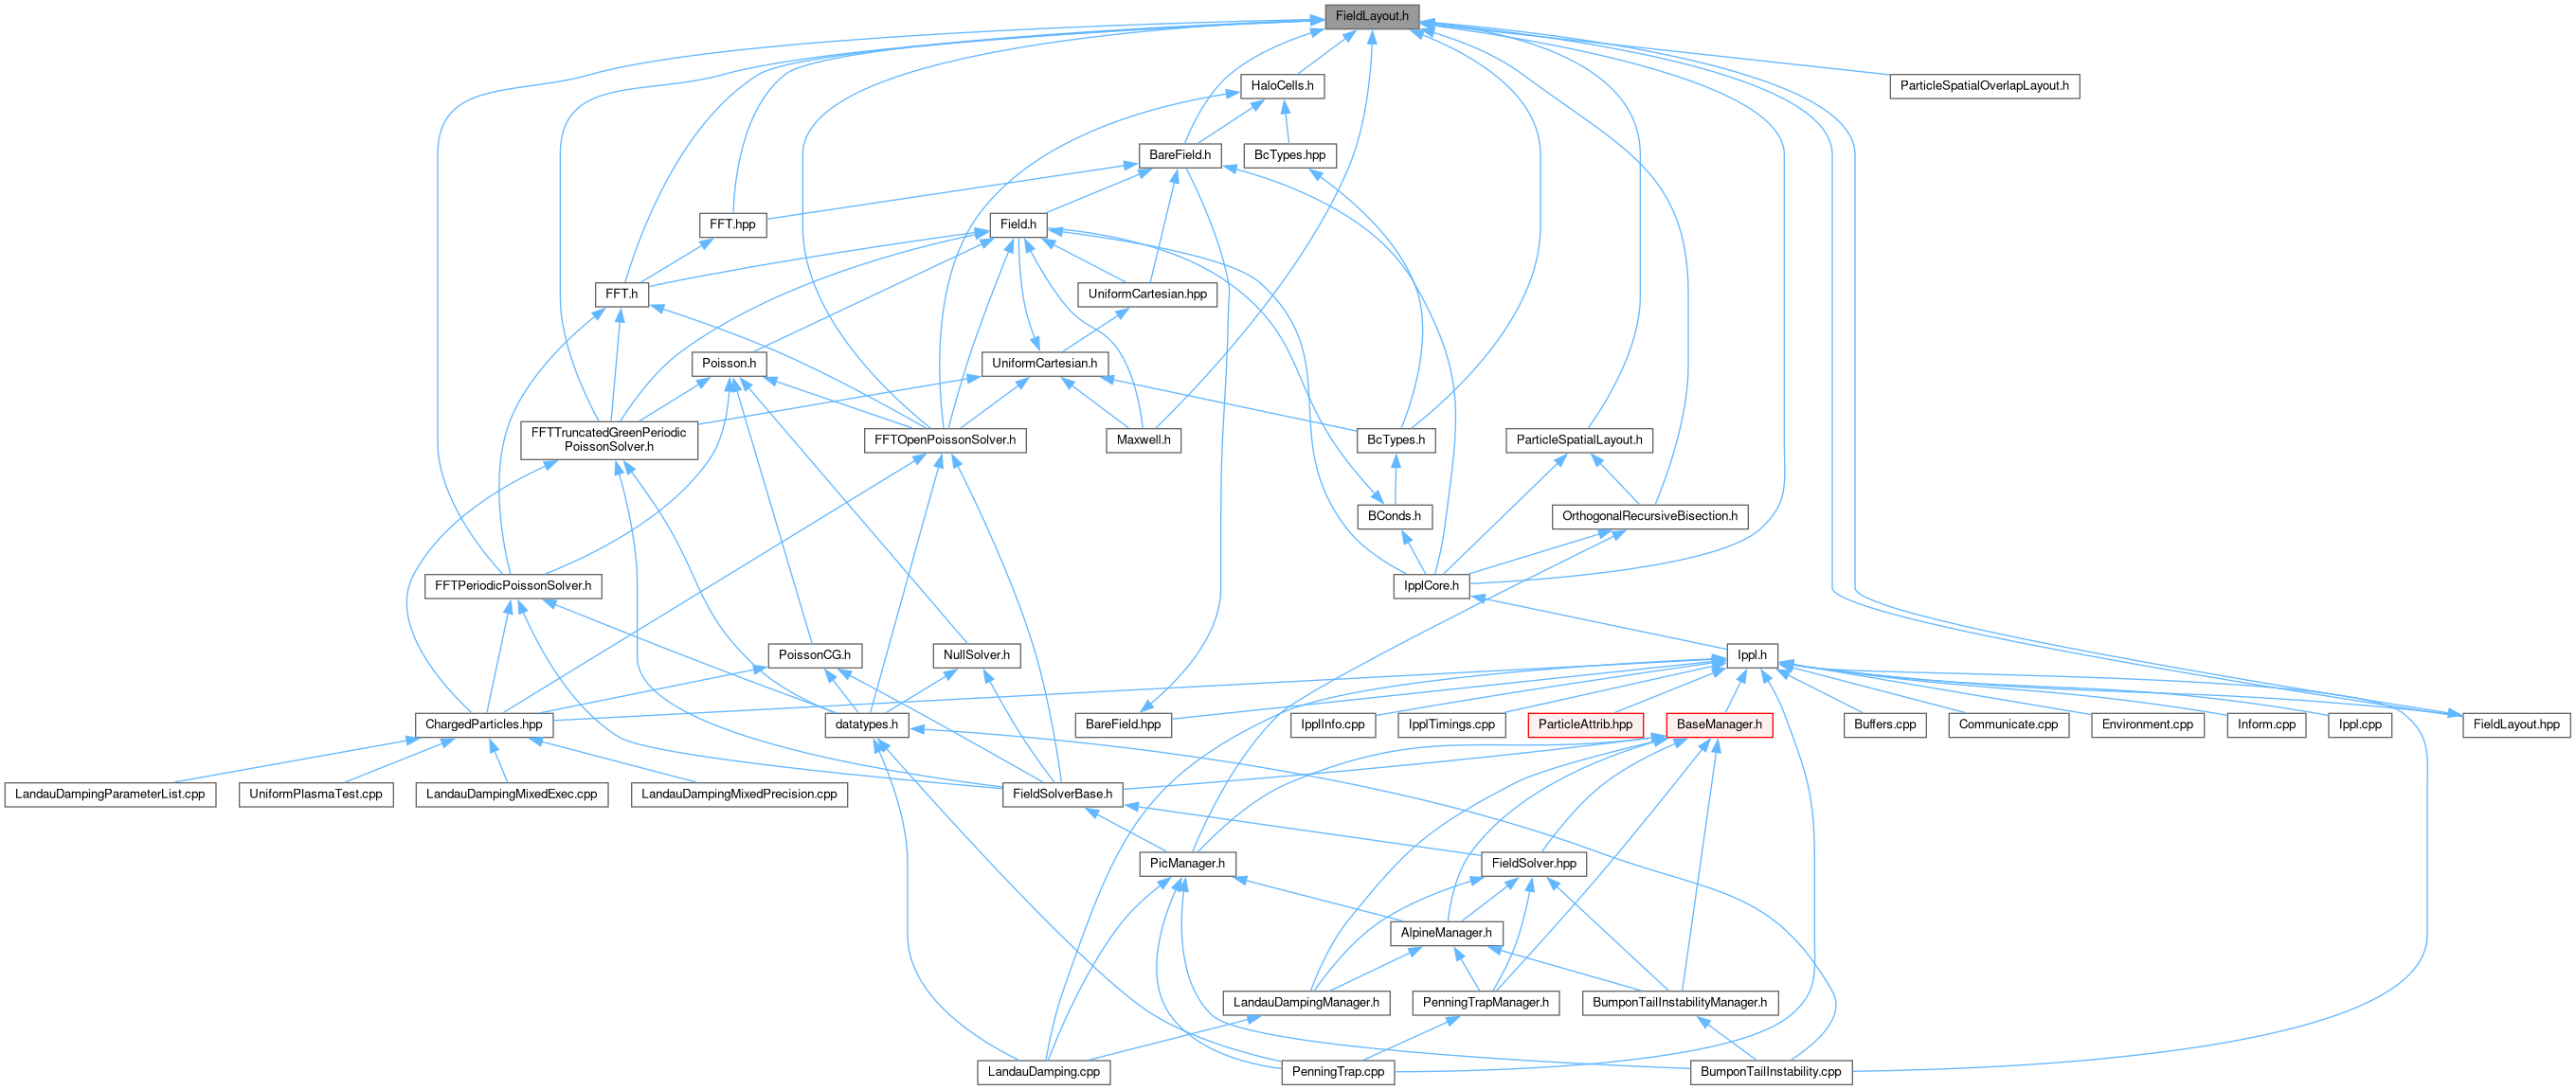 FieldLayout.h
HaloCells.h
ParticleSpatialOverlapLayout.h
BareField.h
BcTypes.hpp
FFT.hpp
Field.h
FFT.h
UniformCartesian.hpp
Poisson.h
UniformCartesian.h
FFTTruncatedGreenPeriodic
PoissonSolver.h
FFTOpenPoissonSolver.h
Maxwell.h
BcTypes.h
ParticleSpatialLayout.h
BConds.h
OrthogonalRecursiveBisection.h
FFTPeriodicPoissonSolver.h
IpplCore.h
PoissonCG.h
NullSolver.h
Ippl.h
ChargedParticles.hpp
datatypes.h
BareField.hpp
IpplInfo.cpp
IpplTimings.cpp
ParticleAttrib.hpp
BaseManager.h
Buffers.cpp
Communicate.cpp
Environment.cpp
Inform.cpp
Ippl.cpp
FieldLayout.hpp
LandauDampingParameterList.cpp
UniformPlasmaTest.cpp
LandauDampingMixedExec.cpp
LandauDampingMixedPrecision.cpp
FieldSolverBase.h
PicManager.h
FieldSolver.hpp
AlpineManager.h
LandauDampingManager.h
PenningTrapManager.h
BumponTailInstabilityManager.h
LandauDamping.cpp
PenningTrap.cpp
BumponTailInstability.cpp